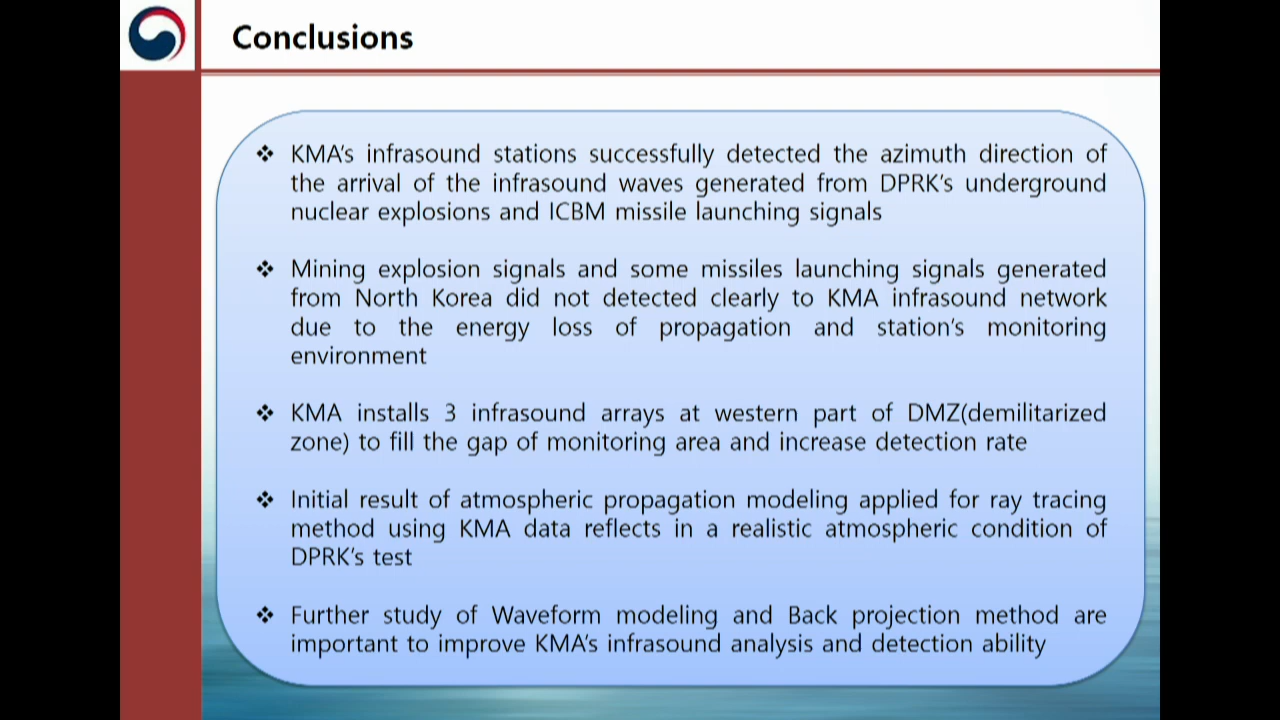 Conclusions
❖ KMA's infrasound stations successfully detected the azimuth direction of
the arrival of the infrasound waves generated from DPRK's underground
nuclear explosions and ICBM missile launching signals
❖ Mining explosion signals and some missiles launching signals generated
from North Korea did not detected clearly to KMA infrasound network
due to the energy loss of propagation and station's monitoring
environment
❖ KMA installs 3 infrasound arrays at western part of DMZ(demilitarized
zone) to fill the gap of monitoring area and increase detection rate
❖ Initial result of atmospheric propagation modeling applied for ray tracing
method using KMA data reflects in a realistic atmospheric condition of
DPRK's test
❖ Further study of Waveform modeling and Back projection method are
important to improve KMA's infrasound analysis and detection ability